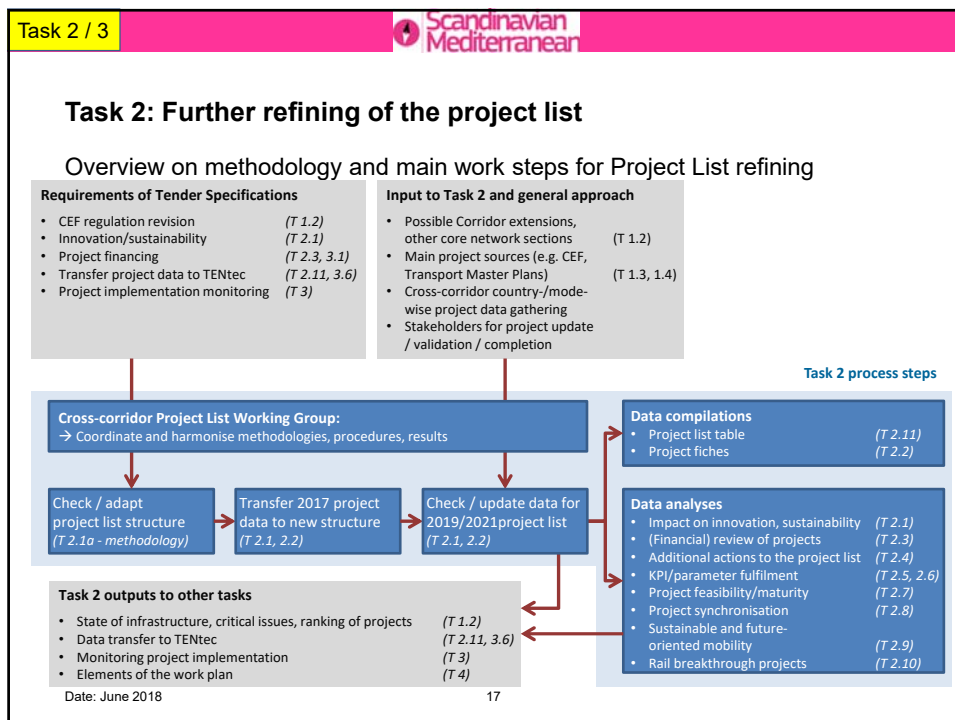 Task 2 / 3
Scandinavian
Mediterranean
Task 2: Further refining of the project list
Overview on methodology and main work steps for Project List refining
Requirements of Tender Specifications
• CEF regulation revision (T 1.2)
• Innovation/sustainability (T 2.1)
• Project financing (T 2.3, 3.1)
• Transfer project data to TENtec (T 2.11, 3.6)
• Project implementation monitoring (T 3)
Input to Task 2 and general approach
• Possible Corridor extensions,
other core network sections (T 1.2)
• Main project sources (e.g. CEF,
Transport Master Plans) (T 1.3, 1.4)
• Cross-corridor country-/mode-
wise project data gathering
• Stakeholders for project update
/ validation / completion
Task 2 process steps
Cross-corridor Project List Working Group:
→ Coordinate and harmonise methodologies, procedures, results
Check / adapt
project list structure
(T 2.1a - methodology)
Transfer 2017 project
data to new structure
(T 2.1, 2.2)
Check / update data for
2019/2021project list
(T 2.1, 2.2)
Data compilations
• Project list table (T 2.11)
• Project fiches (T 2.2)
Data analyses
• Impact on innovation, sustainability (T 2.1)
• (Financial) review of projects (T 2.3)
• Additional actions to the project list (T 2.4)
• KPI/parameter fulfilment (T 2.5, 2.6)
• Project feasibility/maturity (T 2.7)
• Project synchronisation (T 2.8)
• Sustainable and future-
oriented mobility (T 2.9)
• Rail breakthrough projects (T 2.10)
Task 2 outputs to other tasks
• State of infrastructure, critical issues, ranking of projects (T 1.2)
• Data transfer to TENtec (T 2.11, 3.6)
• Monitoring project implementation (T 3)
• Elements of the work plan (T 4)
Date: June 2018 17